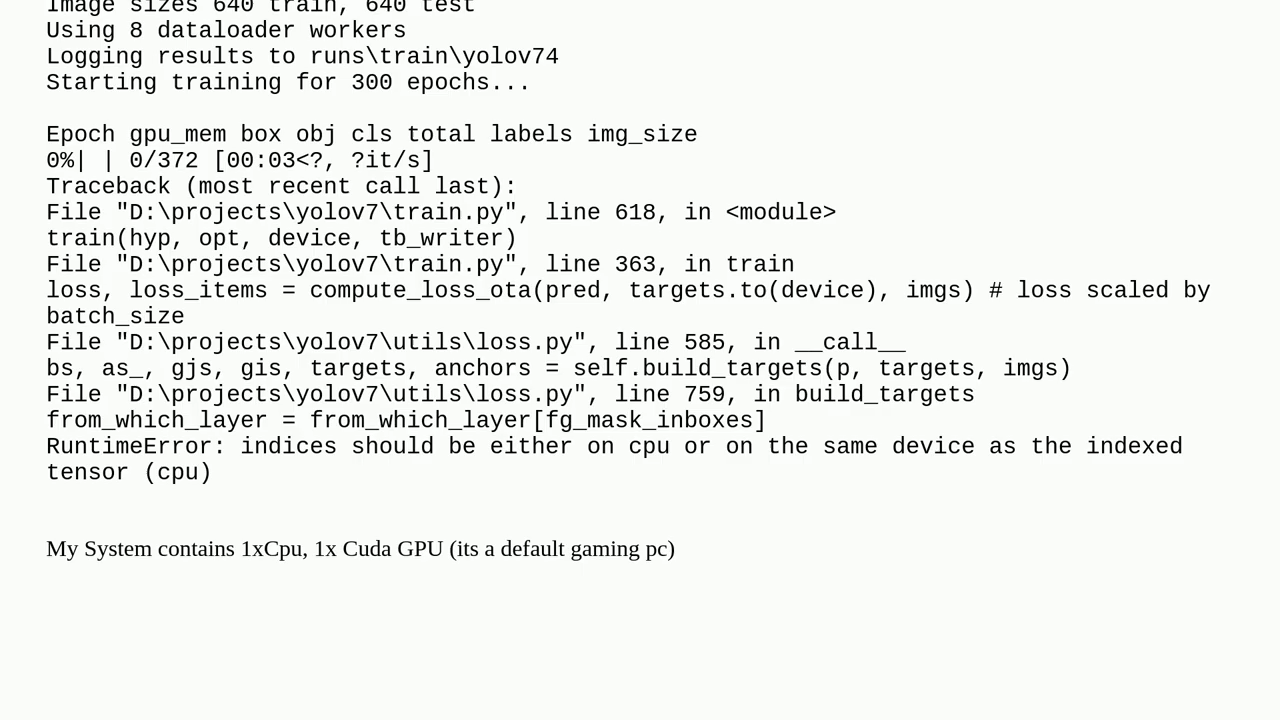 Image sizes 640 train, 640 test
Using 8 dataloader workers
Logging results to runs\train\yolov74
Starting training for 300 epochs...

Epoch gpu_mem box obj cls total labels img_size
0%| | 0/372 [00:03<?, ?it/s]
Traceback (most recent call last):
File "D:\projects\yolov7\train.py", line 618, in <module>
train(hyp, opt, device, tb_writer)
File "D:\projects\yolov7\train.py", line 363, in train
loss, loss_items = compute_loss_ota(pred, targets.to(device), imgs) # loss scaled by
batch_size
File "D:\projects\yolov7\utils\loss.py", line 585, in __call__
bs, as_, gjs, gis, targets, anchors = self.build_targets(p, targets, imgs)
File "D:\projects\yolov7\utils\loss.py", line 759, in build_targets
from_which_layer = from_which_layer[fg_mask_inboxes]
RuntimeError: indices should be either on cpu or on the same device as the indexed
tensor (cpu)

My System contains 1xCpu, 1x Cuda GPU (its a default gaming pc)